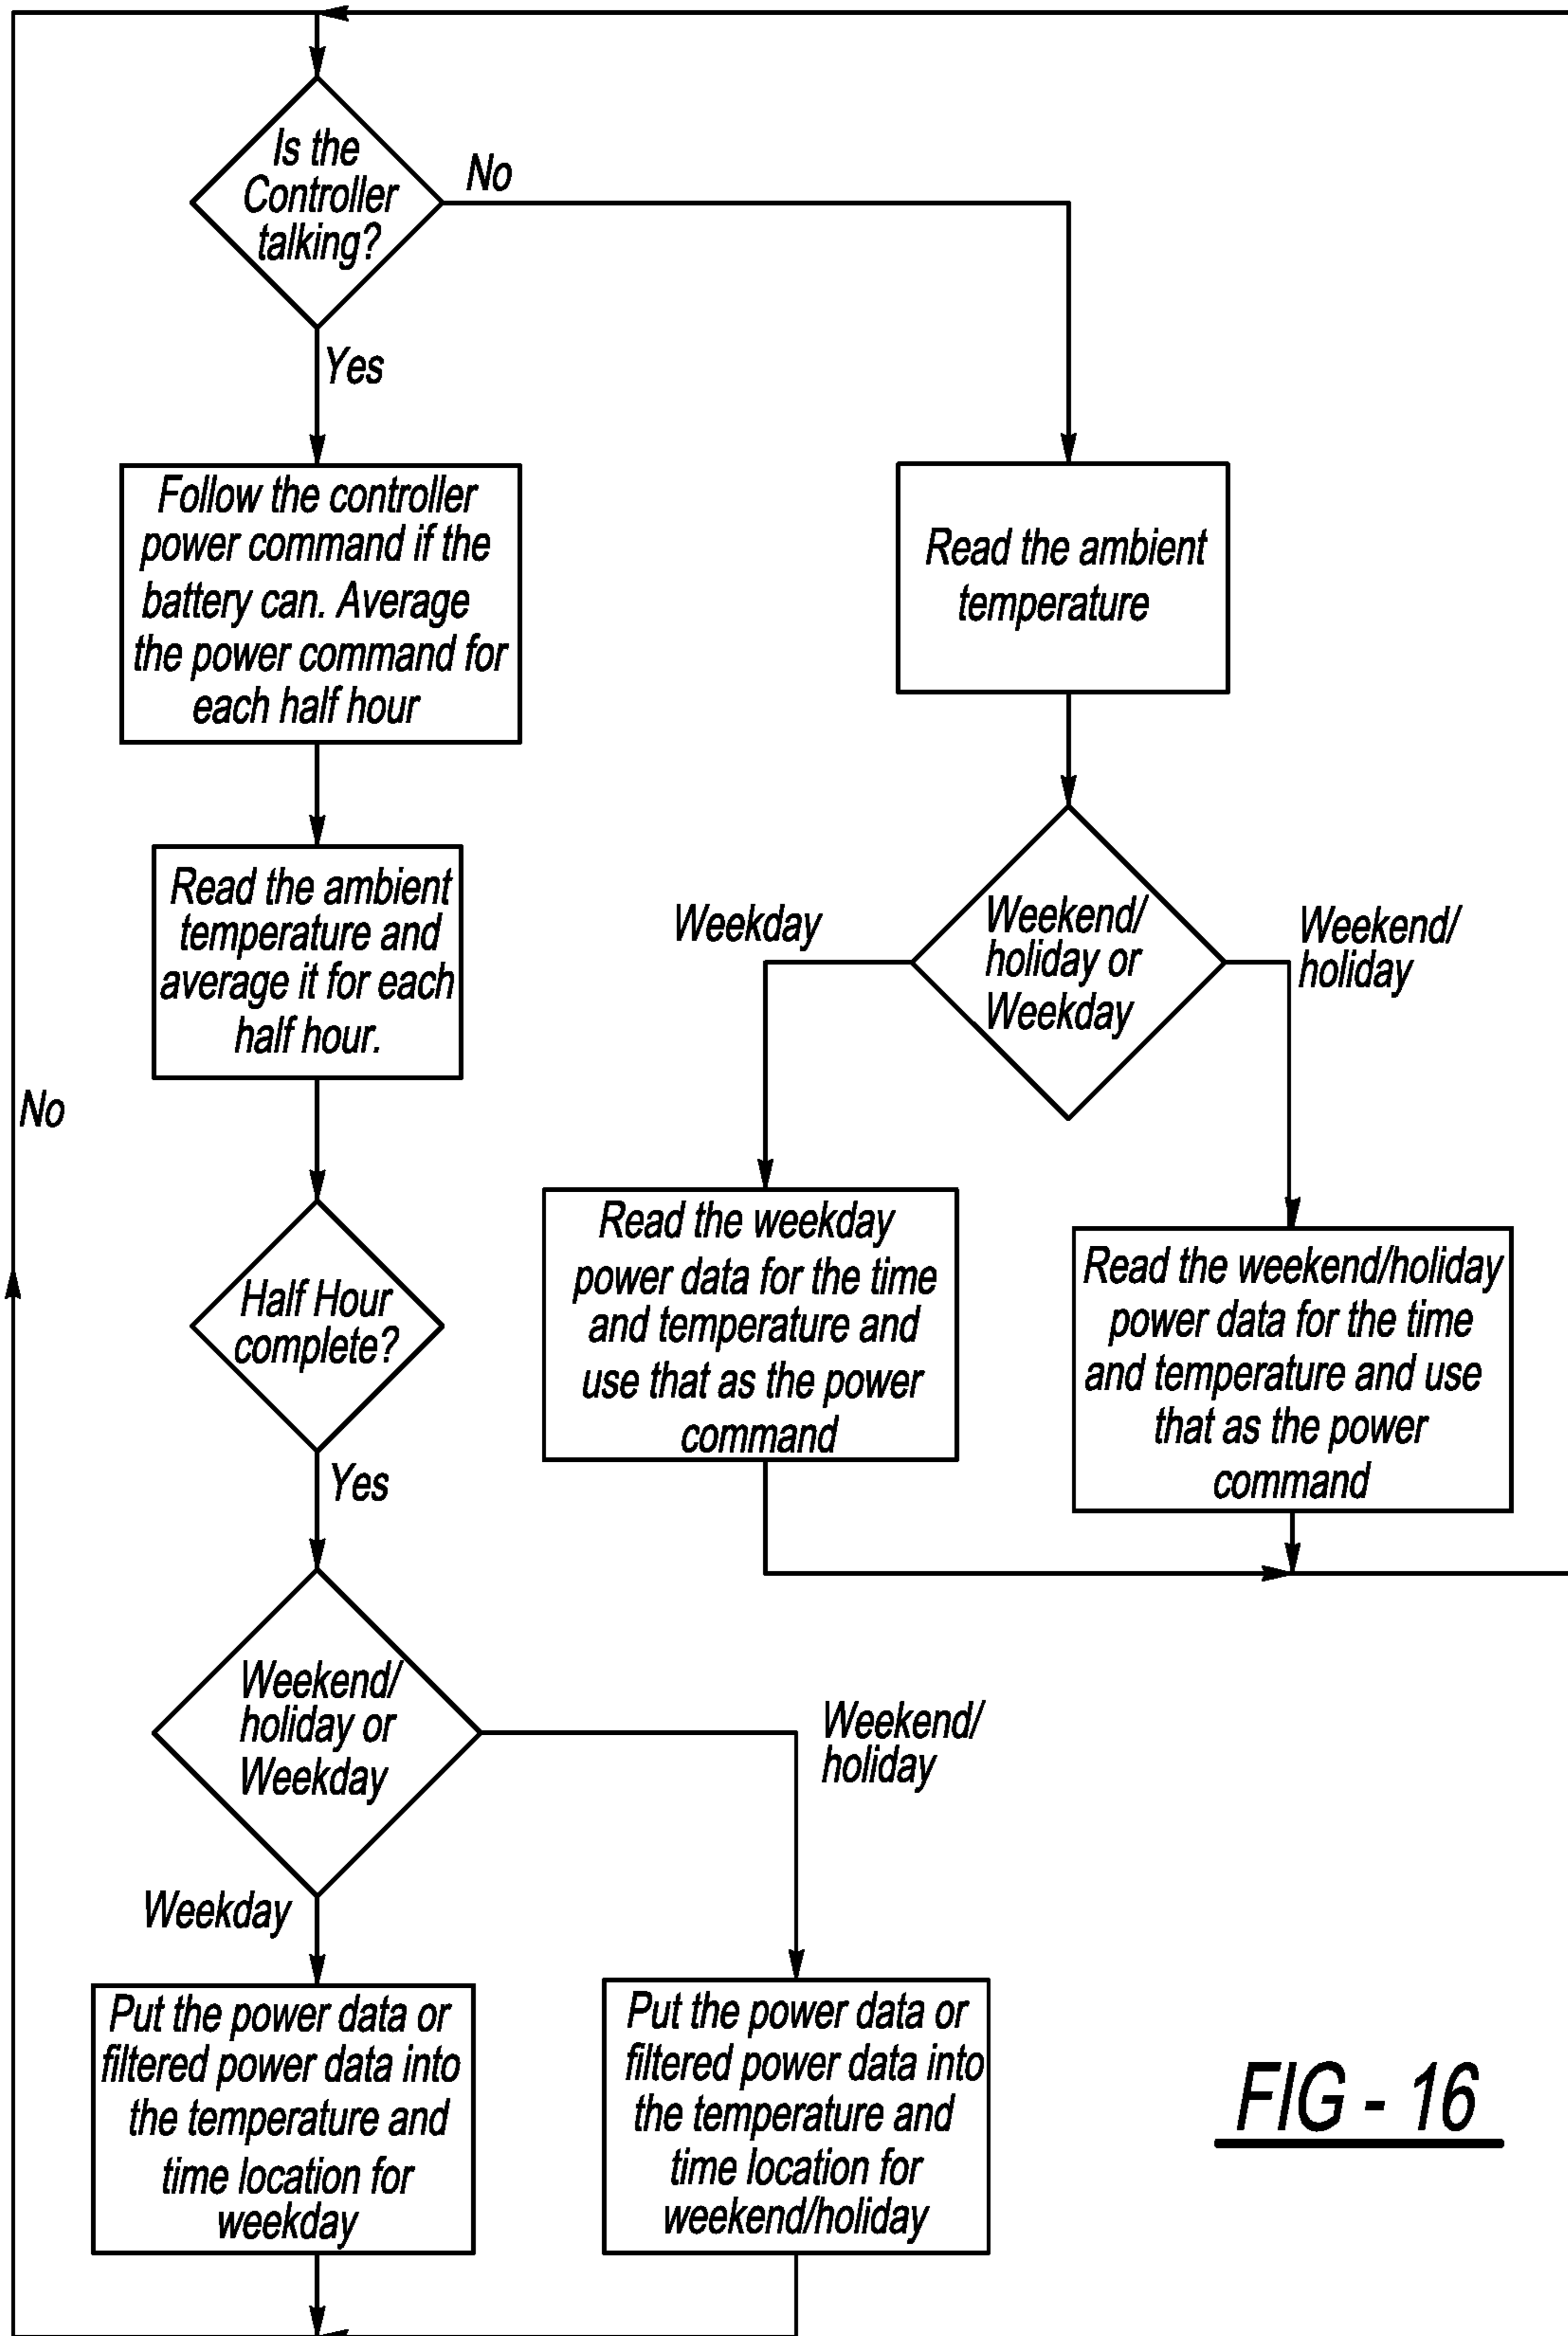 Is the
Controller
talking?
No
Yes
Follow the controller
power command if the
battery can. Average
the power command for
each half hour
Read the ambient
temperature
Read the ambient
temperature and
average it for each
half hour.
Weekday
Weekend/
holiday or
Weekday
Weekend/
holiday
No
Half Hour
complete?
Yes
Read the weekday
power data for the time
and temperature and
use that as the power
command
Read the weekend/holiday
power data for the time
and temperature and use
that as the power
command
Weekend/
holiday or
Weekday
Weekend/
holiday
Weekday
Put the power data or
filtered power data into
the temperature and
time location for
weekday
Put the power data or
filtered power data into
the temperature and
time location for
weekend/holiday
FIG - 16